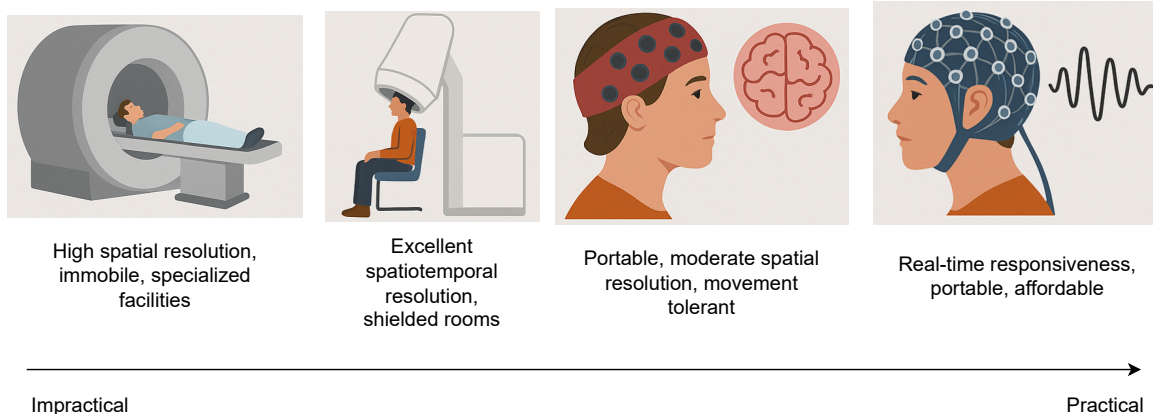 High spatial resolution,
immobile, specialized
facilities
Excellent
spatiotemporal
resolution,
shielded rooms
Portable, moderate spatial
resolution, movement
tolerant
Real-time responsiveness,
portable, affordable
Impractical
Practical